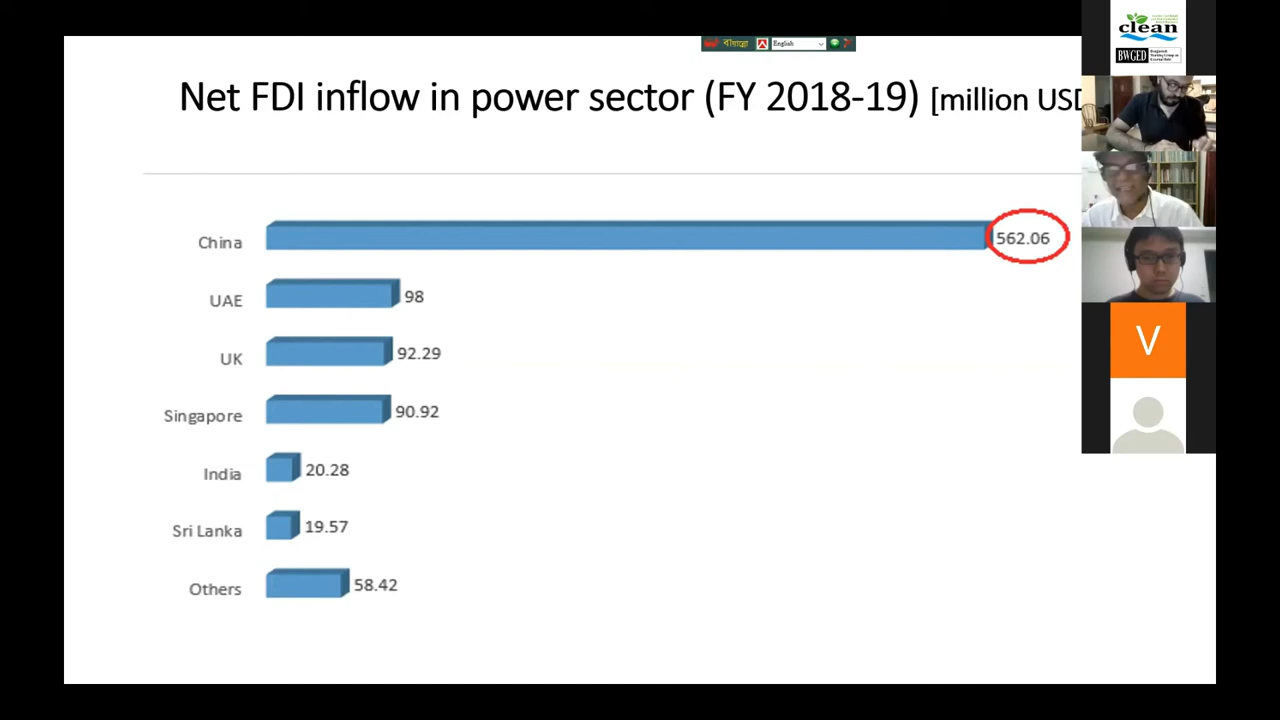 বায়ান্নো English
Net FDI inflow in power sector (FY 2018-19) [million USD
China 562.06
UAE 98
UK 92.29
Singapore 90.92
India 20.28
Sri Lanka 19.57
Others 58.42
clean
BWGED
V